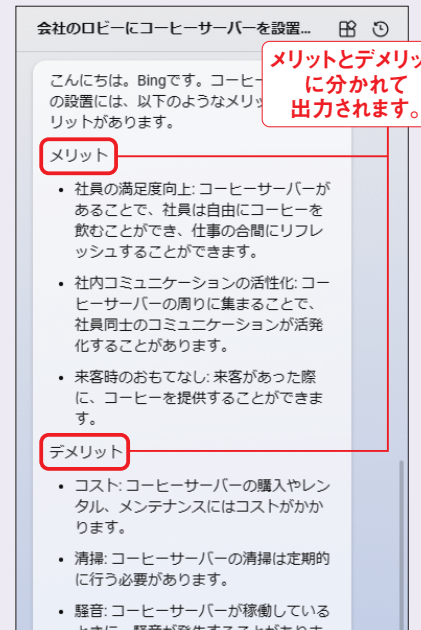 会社のロビーにコーヒーサーバーを設置...
メリットとデメリッ
に分かれて
出力されます。
こんにちは。Bingです。コーヒー
の設置には、以下のようなメリッ
リットがあります。
メリット
• 社員の満足度向上: コーヒーサーバーが
あることで、社員は自由にコーヒーを
飲むことができ、仕事の合間にリフレ
ッシュすることができます。
• 社内コミュニケーションの活性化: コー
ヒーサーバーの周りに集まることで、
社員同士のコミュニケーションが活発
化することがあります。
• 来客時のおもてなし: 来客があった際
に、コーヒーを提供することができま
す。
デメリット
• コスト: コーヒーサーバーの購入やレン
タル、メンテナンスにはコストがかか
ります。
• 清掃: コーヒーサーバーの清掃は定期的
に行う必要があります。
• 騒音: コーヒーサーバーが稼働している
ときに、騒音が発生することがありま